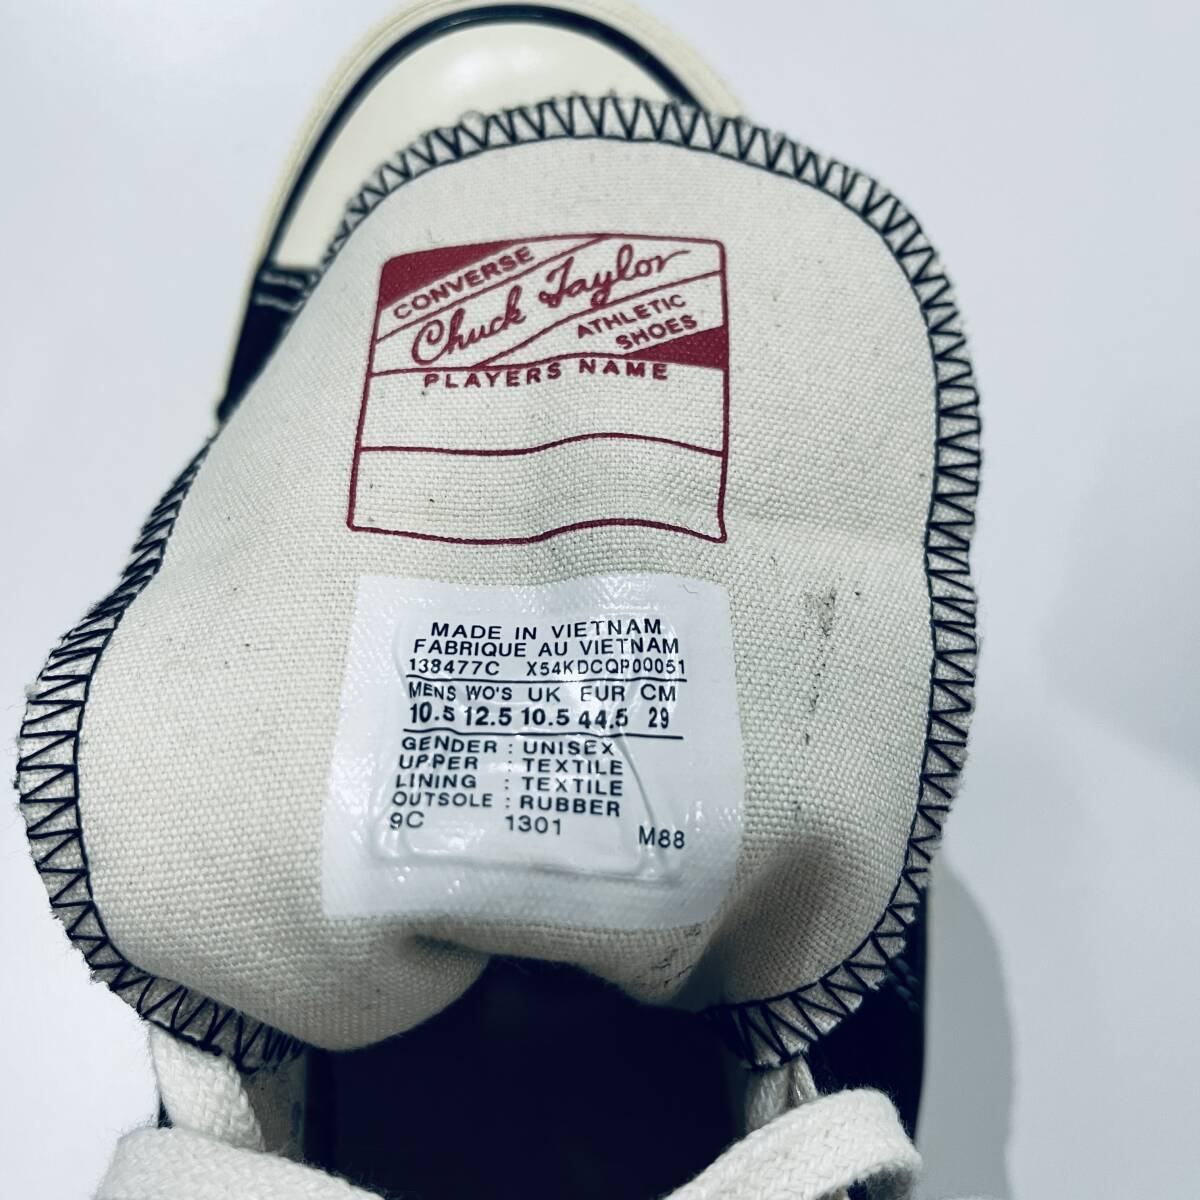 CONVERSE
Chuck Taylor
ATHLETIC
SHOES
PLAYERS NAME
MADE IN VIETNAM
FABRIQUE AU VIETNAM
138477C X54KDCQP00051
MENS WO'S UK EUR CM
10.5 12.5 10.5 44.5 29
GENDER : UNISEX
UPPER : TEXTILE
LINING : TEXTILE
OUTSOLE : RUBBER
9C 1301 M88